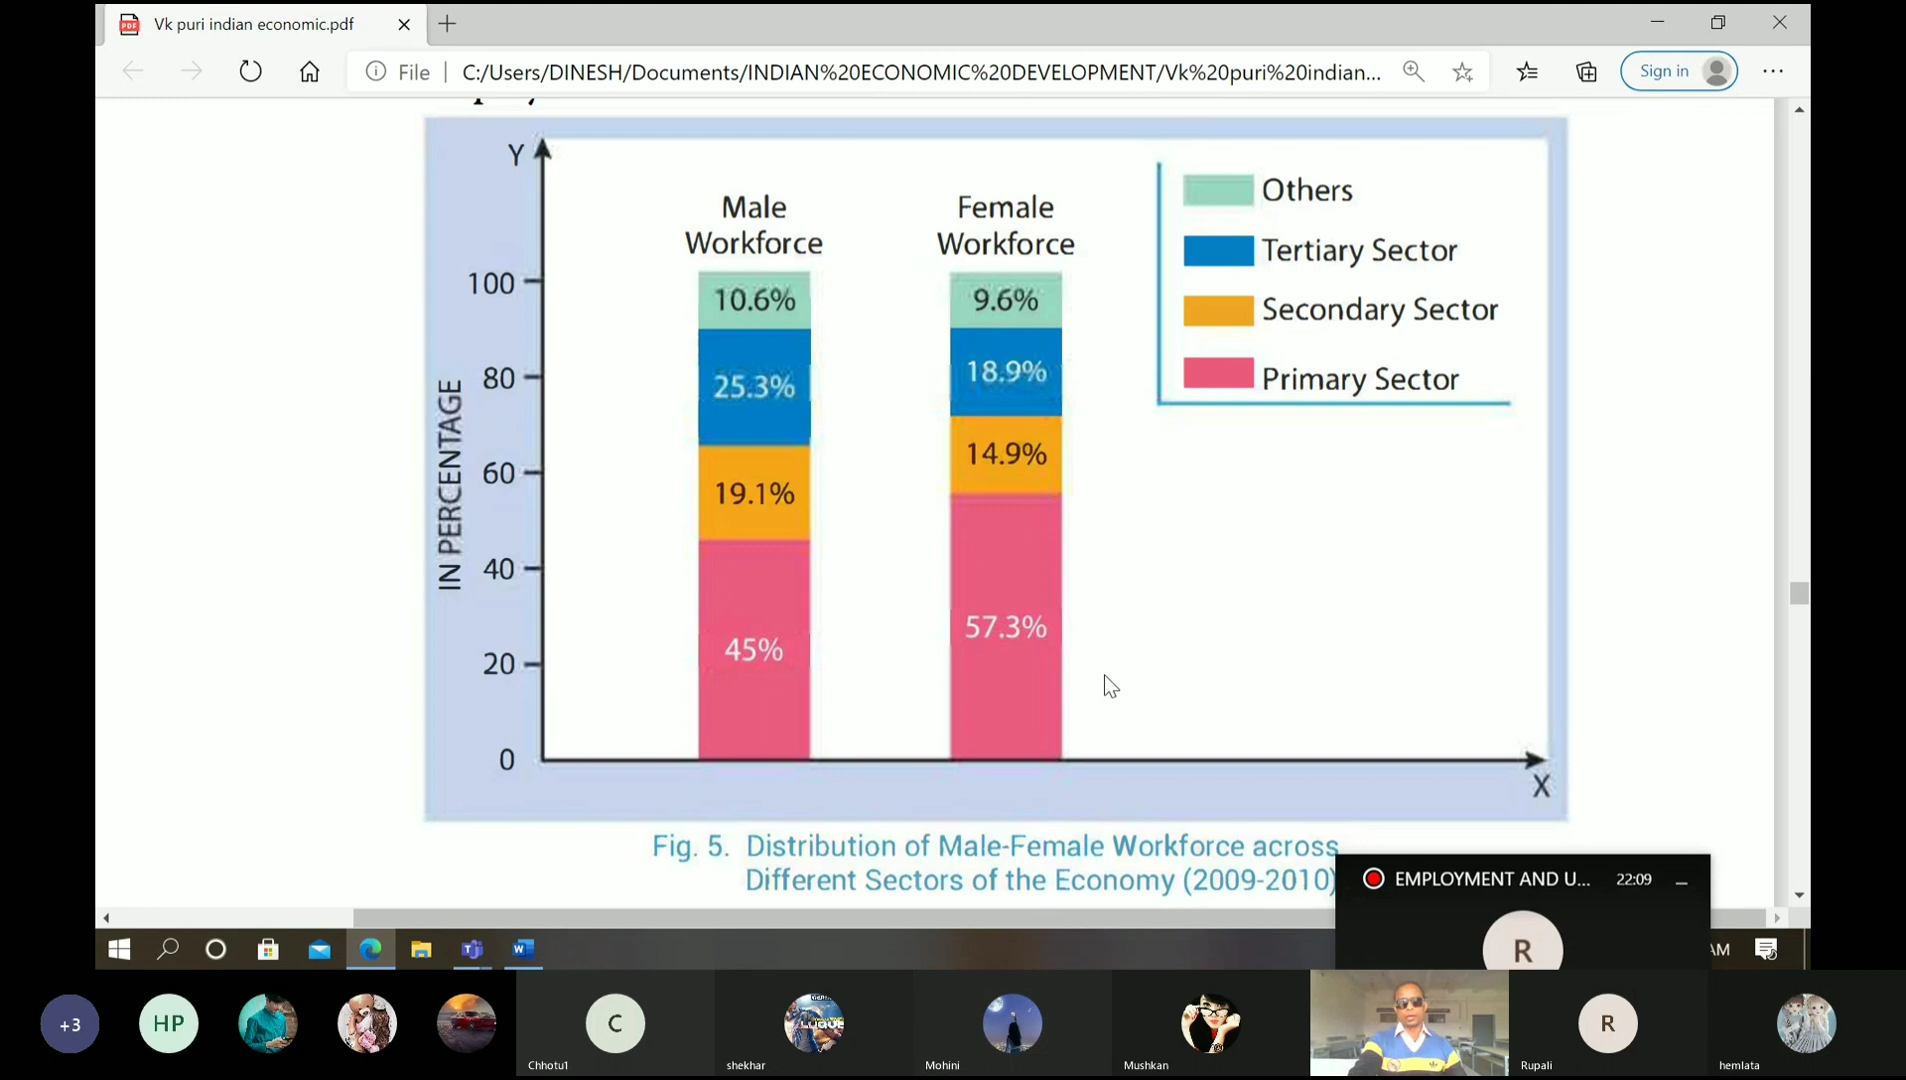 Vk puri indian economic.pdf
File
C:/Users/DINESH/Documents/INDIAN%20ECONOMIC%20DEVELOPMENT/Vk%20puri%20indian...
Sign in
Y
Male
Workforce
Female
Workforce
Others
Tertiary Sector
Secondary Sector
Primary Sector
IN PERCENTAGE
100
80
60
40
20
0
10.6%
25.3%
19.1%
45%
9.6%
18.9%
14.9%
57.3%
X
Fig. 5. Distribution of Male-Female Workforce across
Different Sectors of the Economy (2009-2010)
EMPLOYMENT AND U...
22:09
R
AM
+3
HP
C
Chhotu1
shekhar
Mohini
Mushkan
R
Rupali
hemlata